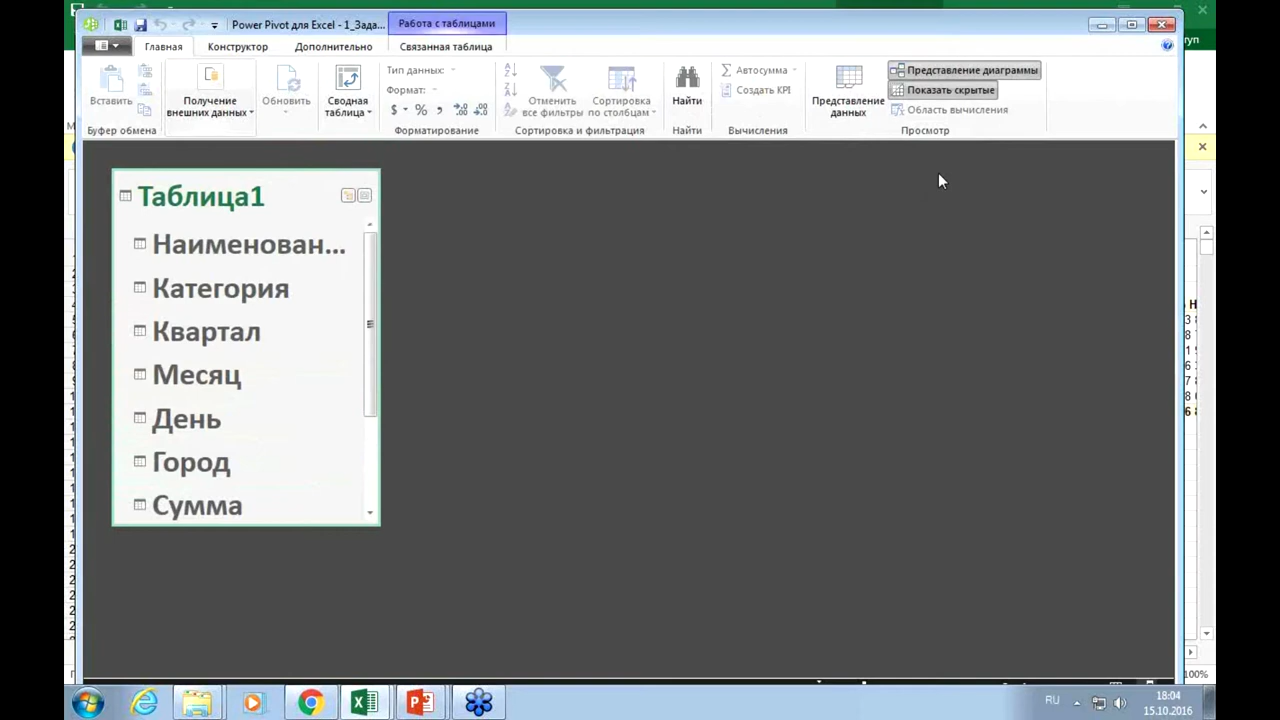 Power Pivot для Excel - 1_Зада...
Работа с таблицами
Главная
Конструктор
Дополнительно
Связанная таблица
Вставить
Буфер обмена
Получение
внешних данных
Обновить
Сводная
таблица
Тип данных:
Формат:
$ %
Форматирование
Отменить
все фильтры
Сортировка
по столбцам
Сортировка и фильтрация
Найти
Найти
Автосумма
Создать KPI
Вычисления
Представление
данных
Представление диаграммы
Показать скрытые
Область вычисления
Просмотр
Таблица1
Наименован...
Категория
Квартал
Месяц
День
Город
Сумма
100%
RU
18:04
15.10.2016